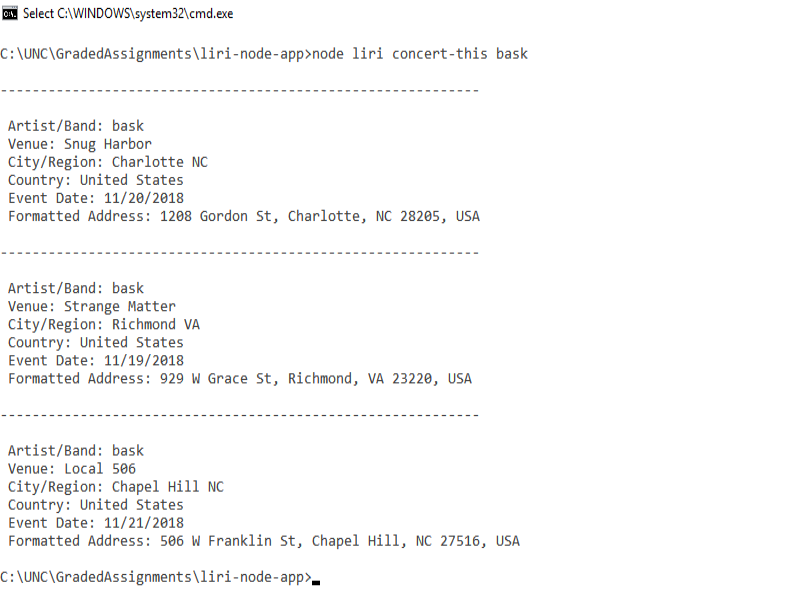 Select C:\WINDOWS\system32\cmd.exe
C:\UNC\GradedAssignments\liri-node-app>node liri concert-this bask
------------------------------------------------------------
Artist/Band: bask
Venue: Snug Harbor
City/Region: Charlotte NC
Country: United States
Event Date: 11/20/2018
Formatted Address: 1208 Gordon St, Charlotte, NC 28205, USA
------------------------------------------------------------
Artist/Band: bask
Venue: Strange Matter
City/Region: Richmond VA
Country: United States
Event Date: 11/19/2018
Formatted Address: 929 W Grace St, Richmond, VA 23220, USA
------------------------------------------------------------
Artist/Band: bask
Venue: Local 506
City/Region: Chapel Hill NC
Country: United States
Event Date: 11/21/2018
Formatted Address: 506 W Franklin St, Chapel Hill, NC 27516, USA
C:\UNC\GradedAssignments\liri-node-app>